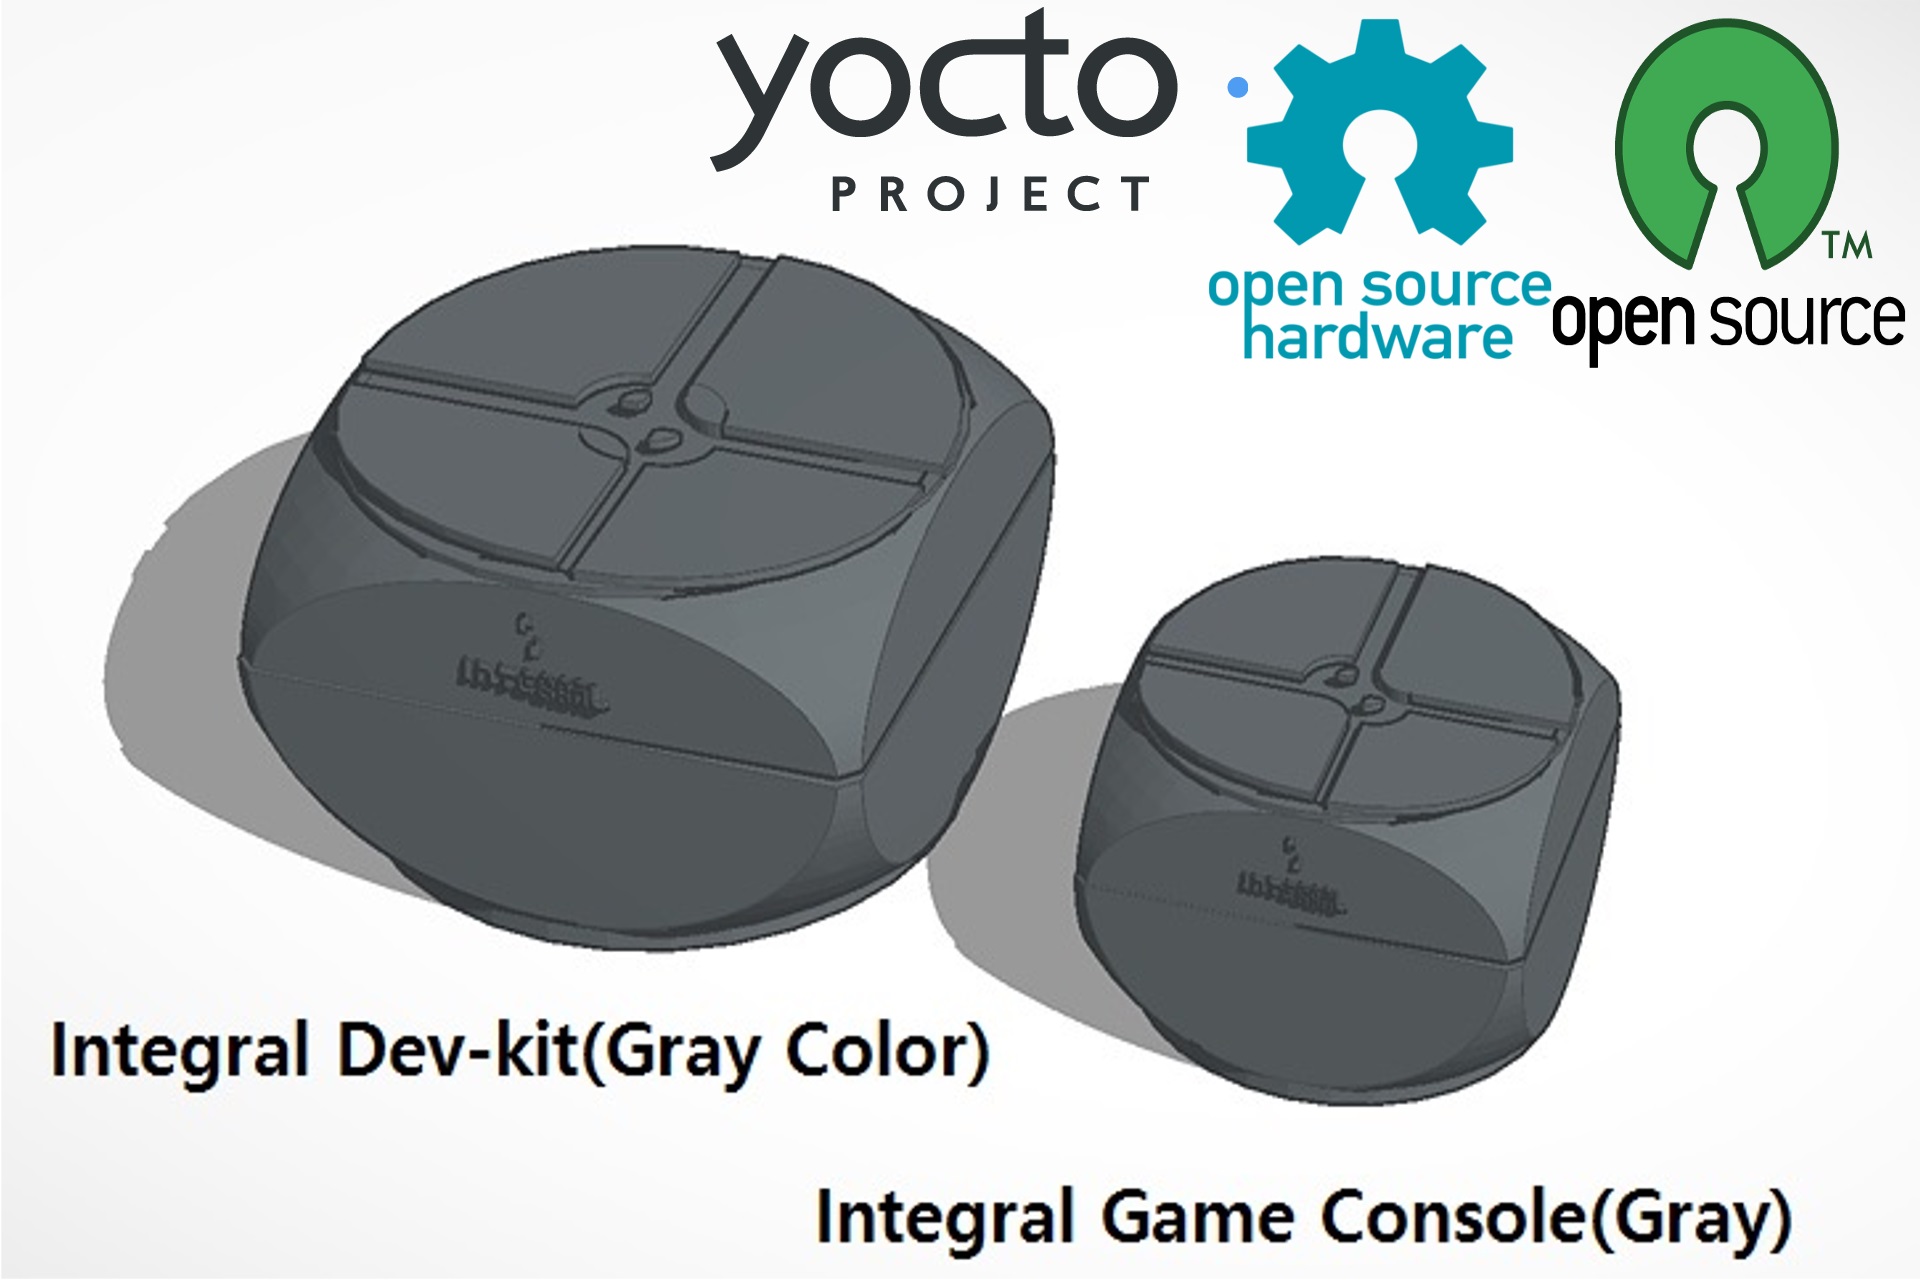 yocto
PROJECT
open source
hardware
TM
open source
Integral Dev-kit(Gray Color)
Integral Game Console(Gray)